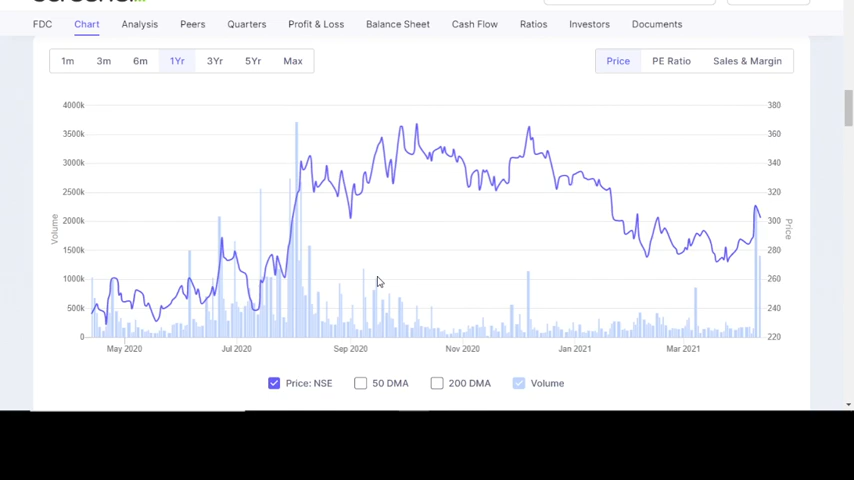 FDC Chart Analysis Peers Quarters Profit & Loss Balance Sheet Cash Flow Ratios Investors Documents
1m 3m 6m 1Yr 3Yr 5Yr Max Price PE Ratio Sales & Margin
4000k 380
3500k 360
3000k 340
2500k 320
2000k 300
1500k 280
1000k 260
500k 240
0 220
Volume
Price
May 2020 Jul 2020 Sep 2020 Nov 2020 Jan 2021 Mar 2021
Price: NSE 50 DMA 200 DMA Volume